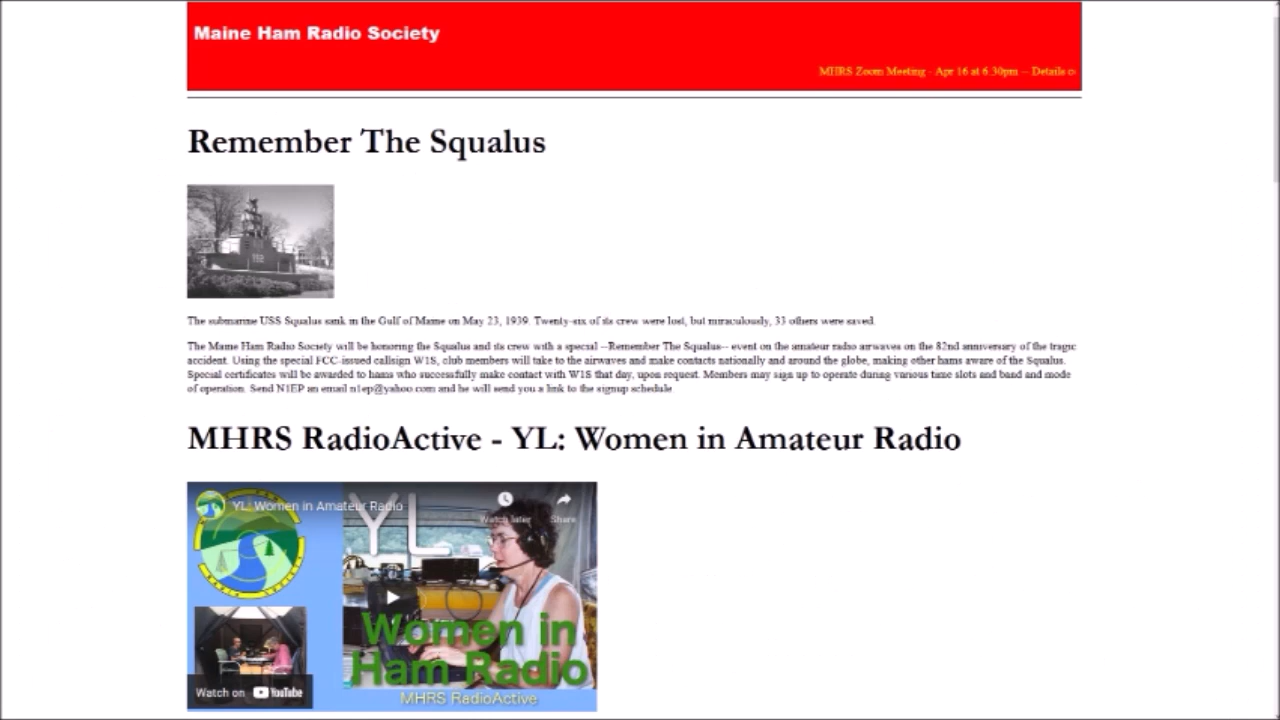 Maine Ham Radio Society
MHRS Zoom Meeting - Apr 16 at 6:30pm -- Details
Remember The Squalus
192
The submarine USS Squalus sank in the Gulf of Maine on May 23, 1939. Twenty-six of its crew were lost, but miraculously, 33 others were saved.
The Maine Ham Radio Society will be honoring the Squalus and its crew with a special --Remember The Squalus-- event on the amateur radio airwaves on the 82nd anniversary of the tragic
accident. Using the special FCC-issued callsign W1S, club members will take to the airwaves and make contacts nationally and around the globe, making other hams aware of the Squalus.
Special certificates will be awarded to hams who successfully make contact with W1S that day, upon request. Members may sign up to operate during various time slots and band and mode
of operation. Send N1EP an email n1ep@yahoo.com and he will send you a link to the signup schedule.
MHRS RadioActive - YL: Women in Amateur Radio
YL: Women in Amateur Radio
Watch later
Share
YL
Women in
Ham Radio
MHRS RadioActive
Watch on YouTube